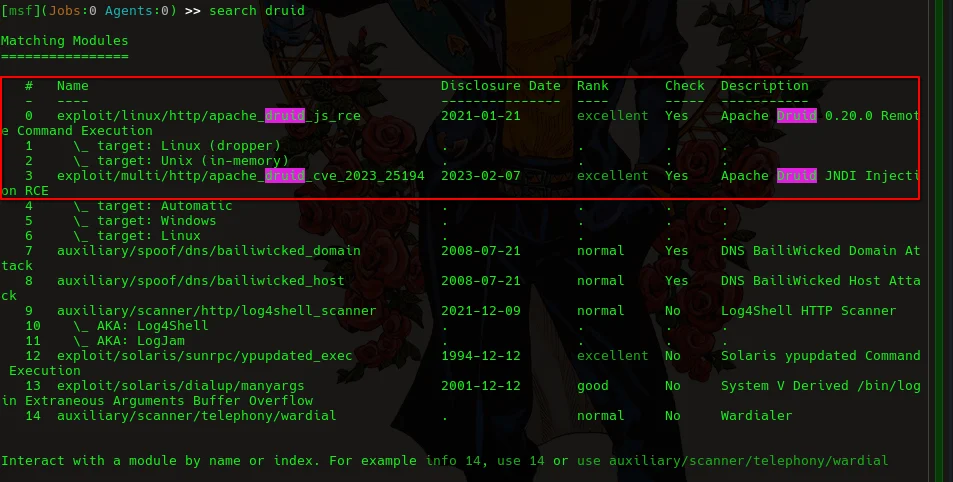 [msf](Jobs:0 Agents:0) >> search druid
Matching Modules
================
#   Name                                         Disclosure Date  Rank       Check  Description
-   ----                                         ---------------  ----       -----  -----------
0   exploit/linux/http/apache_druid_js_rce       2021-01-21       excellent  Yes    Apache Druid 0.20.0 Remot
e Command Execution
1     \_ target: Linux (dropper)                 .                .          .      .
2     \_ target: Unix (in-memory)                .                .          .      .
3   exploit/multi/http/apache_druid_cve_2023_25194  2023-02-07       excellent  Yes    Apache Druid JNDI Injecti
on RCE
4     \_ target: Automatic                       .                .          .      .
5     \_ target: Windows                         .                .          .      .
6     \_ target: Linux                           .                .          .      .
7   auxiliary/spoof/dns/bailiwicked_domain       2008-07-21       normal     Yes    DNS BailiWicked Domain At
tack
8   auxiliary/spoof/dns/bailiwicked_host         2008-07-21       normal     Yes    DNS BailiWicked Host Atta
ck
9   auxiliary/scanner/http/log4shell_scanner     2021-12-09       normal     No     Log4Shell HTTP Scanner
10    \_ AKA: Log4Shell                          .                .          .      .
11    \_ AKA: LogJam                             .                .          .      .
12  exploit/solaris/sunrpc/ypupdated_exec        1994-12-12       excellent  No     Solaris ypupdated Command
Execution
13  exploit/solaris/dialup/manyargs              2001-12-12       good       No     System V Derived /bin/log
in Extraneous Arguments Buffer Overflow
14  auxiliary/scanner/telephony/wardial          .                normal     No     Wardialer
Interact with a module by name or index. For example info 14, use 14 or use auxiliary/scanner/telephony/wardial